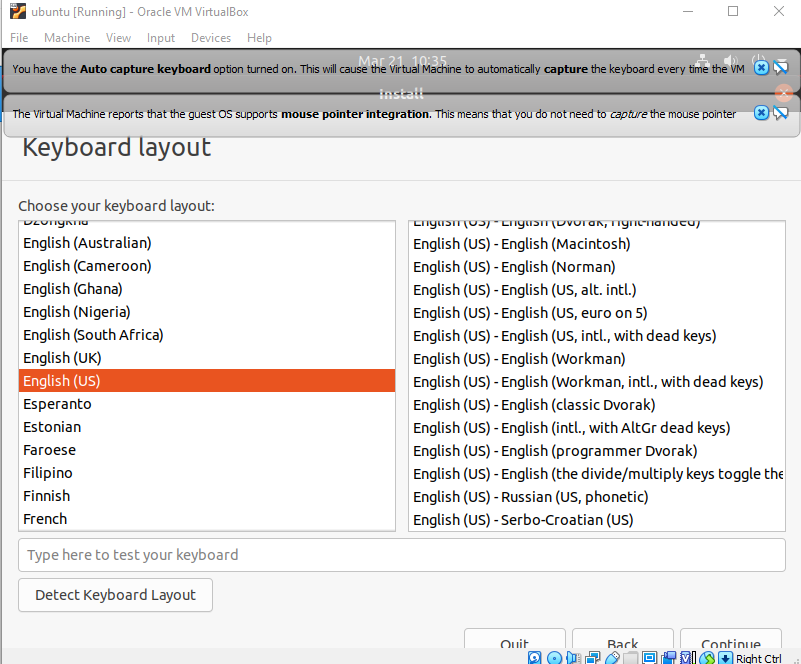 ubuntu [Running] - Oracle VM VirtualBox
File Machine View Input Devices Help
Mar 21, 10:35
You have the Auto capture keyboard option turned on. This will cause the Virtual Machine to automatically capture the keyboard every time the VM
Install
The Virtual Machine reports that the guest OS supports mouse pointer integration. This means that you do not need to capture the mouse pointer
Keyboard layout
Choose your keyboard layout:
Dzongkha
English (Australian)
English (Cameroon)
English (Ghana)
English (Nigeria)
English (South Africa)
English (UK)
English (US)
Esperanto
Estonian
Faroese
Filipino
Finnish
French
English (US) - English (Dvorak, right-handed)
English (US) - English (Macintosh)
English (US) - English (Norman)
English (US) - English (US, alt. intl.)
English (US) - English (US, euro on 5)
English (US) - English (US, intl., with dead keys)
English (US) - English (Workman)
English (US) - English (Workman, intl., with dead keys)
English (US) - English (classic Dvorak)
English (US) - English (intl., with AltGr dead keys)
English (US) - English (programmer Dvorak)
English (US) - English (the divide/multiply keys toggle the
English (US) - Russian (US, phonetic)
English (US) - Serbo-Croatian (US)
Type here to test your keyboard
Detect Keyboard Layout
Quit Back Continue
Right Ctrl